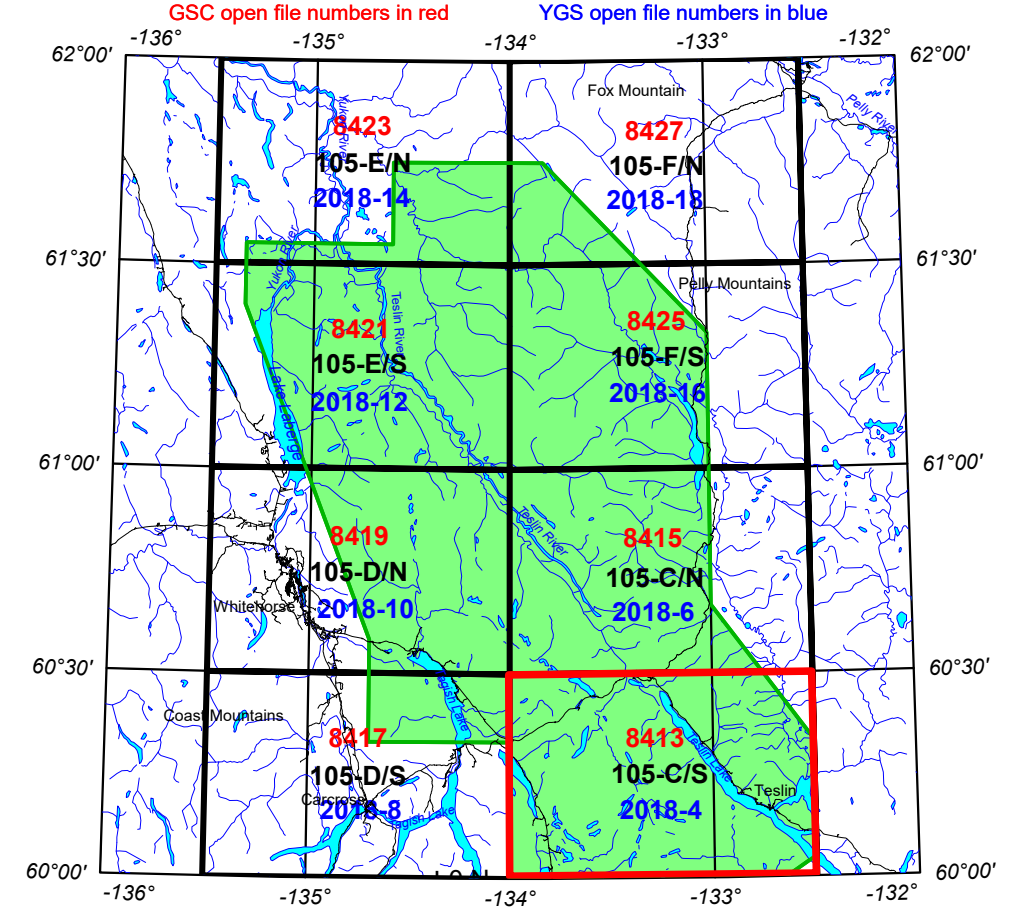 GSC open file numbers in red
YGS open file numbers in blue
-136°
-135°
-134°
-133°
-132°
62°00'
62°00'
Fox Mountain
Pelly River
Yukon River
8423
105-E/N
2018-14
8427
105-F/N
2018-18
61°30'
61°30'
Yukon River
Pelly Mountains
Teslin River
8421
105-E/S
2018-12
8425
105-F/S
2018-16
Lake Laberge
61°00'
61°00'
Teslin River
8419
105-D/N
2018-10
8415
105-C/N
2018-6
Whitehorse
60°30'
60°30'
Tagish Lake
Coast Mountains
8417
105-D/S
2018-8
Carcross
Tagish Lake
8413
105-C/S
2018-4
Teslin Lake
Teslin
60°00'
60°00'
-136°
-135°
-134°
-133°
-132°